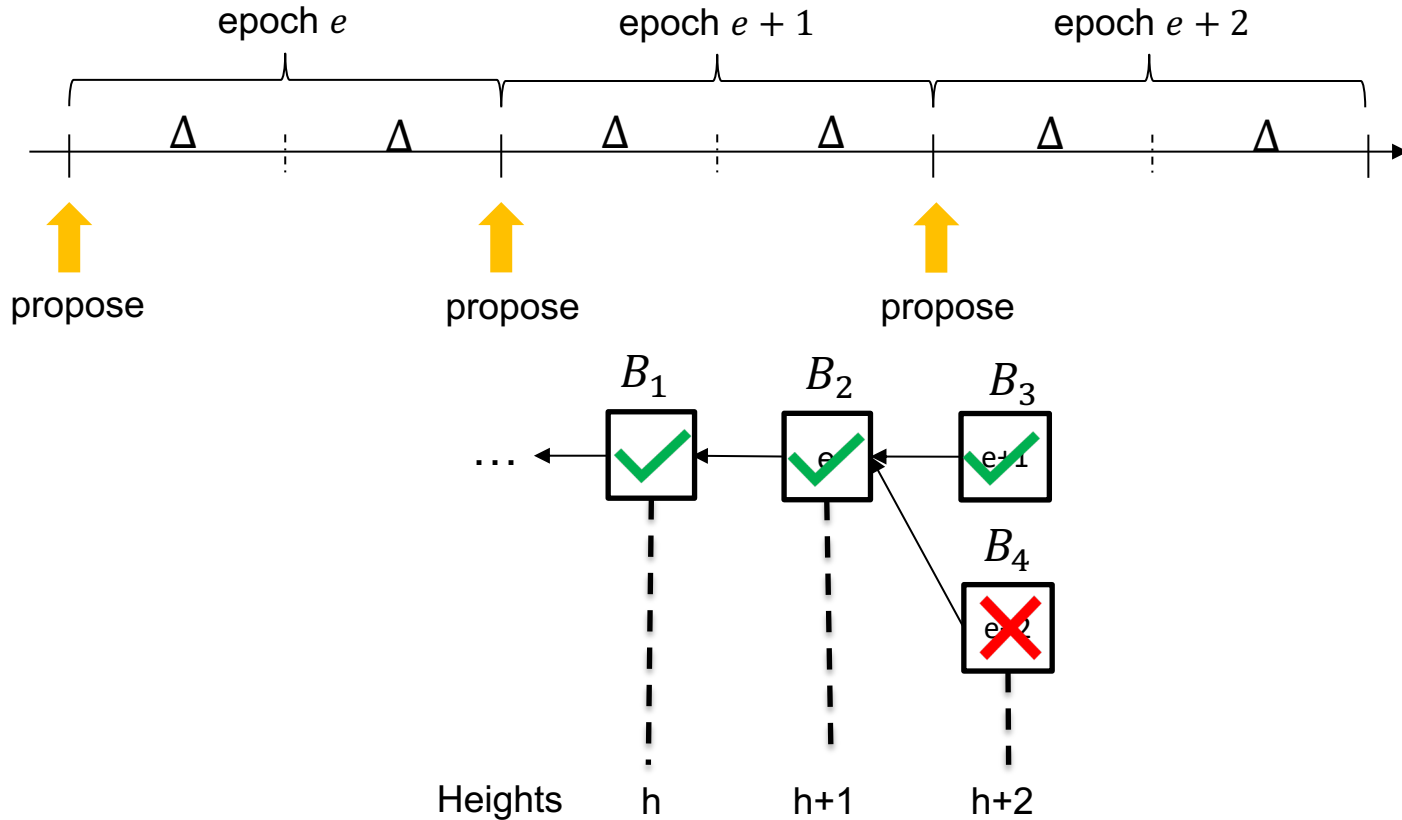 epoch e epoch e + 1 epoch e + 2
Δ Δ Δ Δ Δ Δ
propose propose propose
B₁ B₂ B₃
... e e+1
B₄
e+2
Heights h h+1 h+2